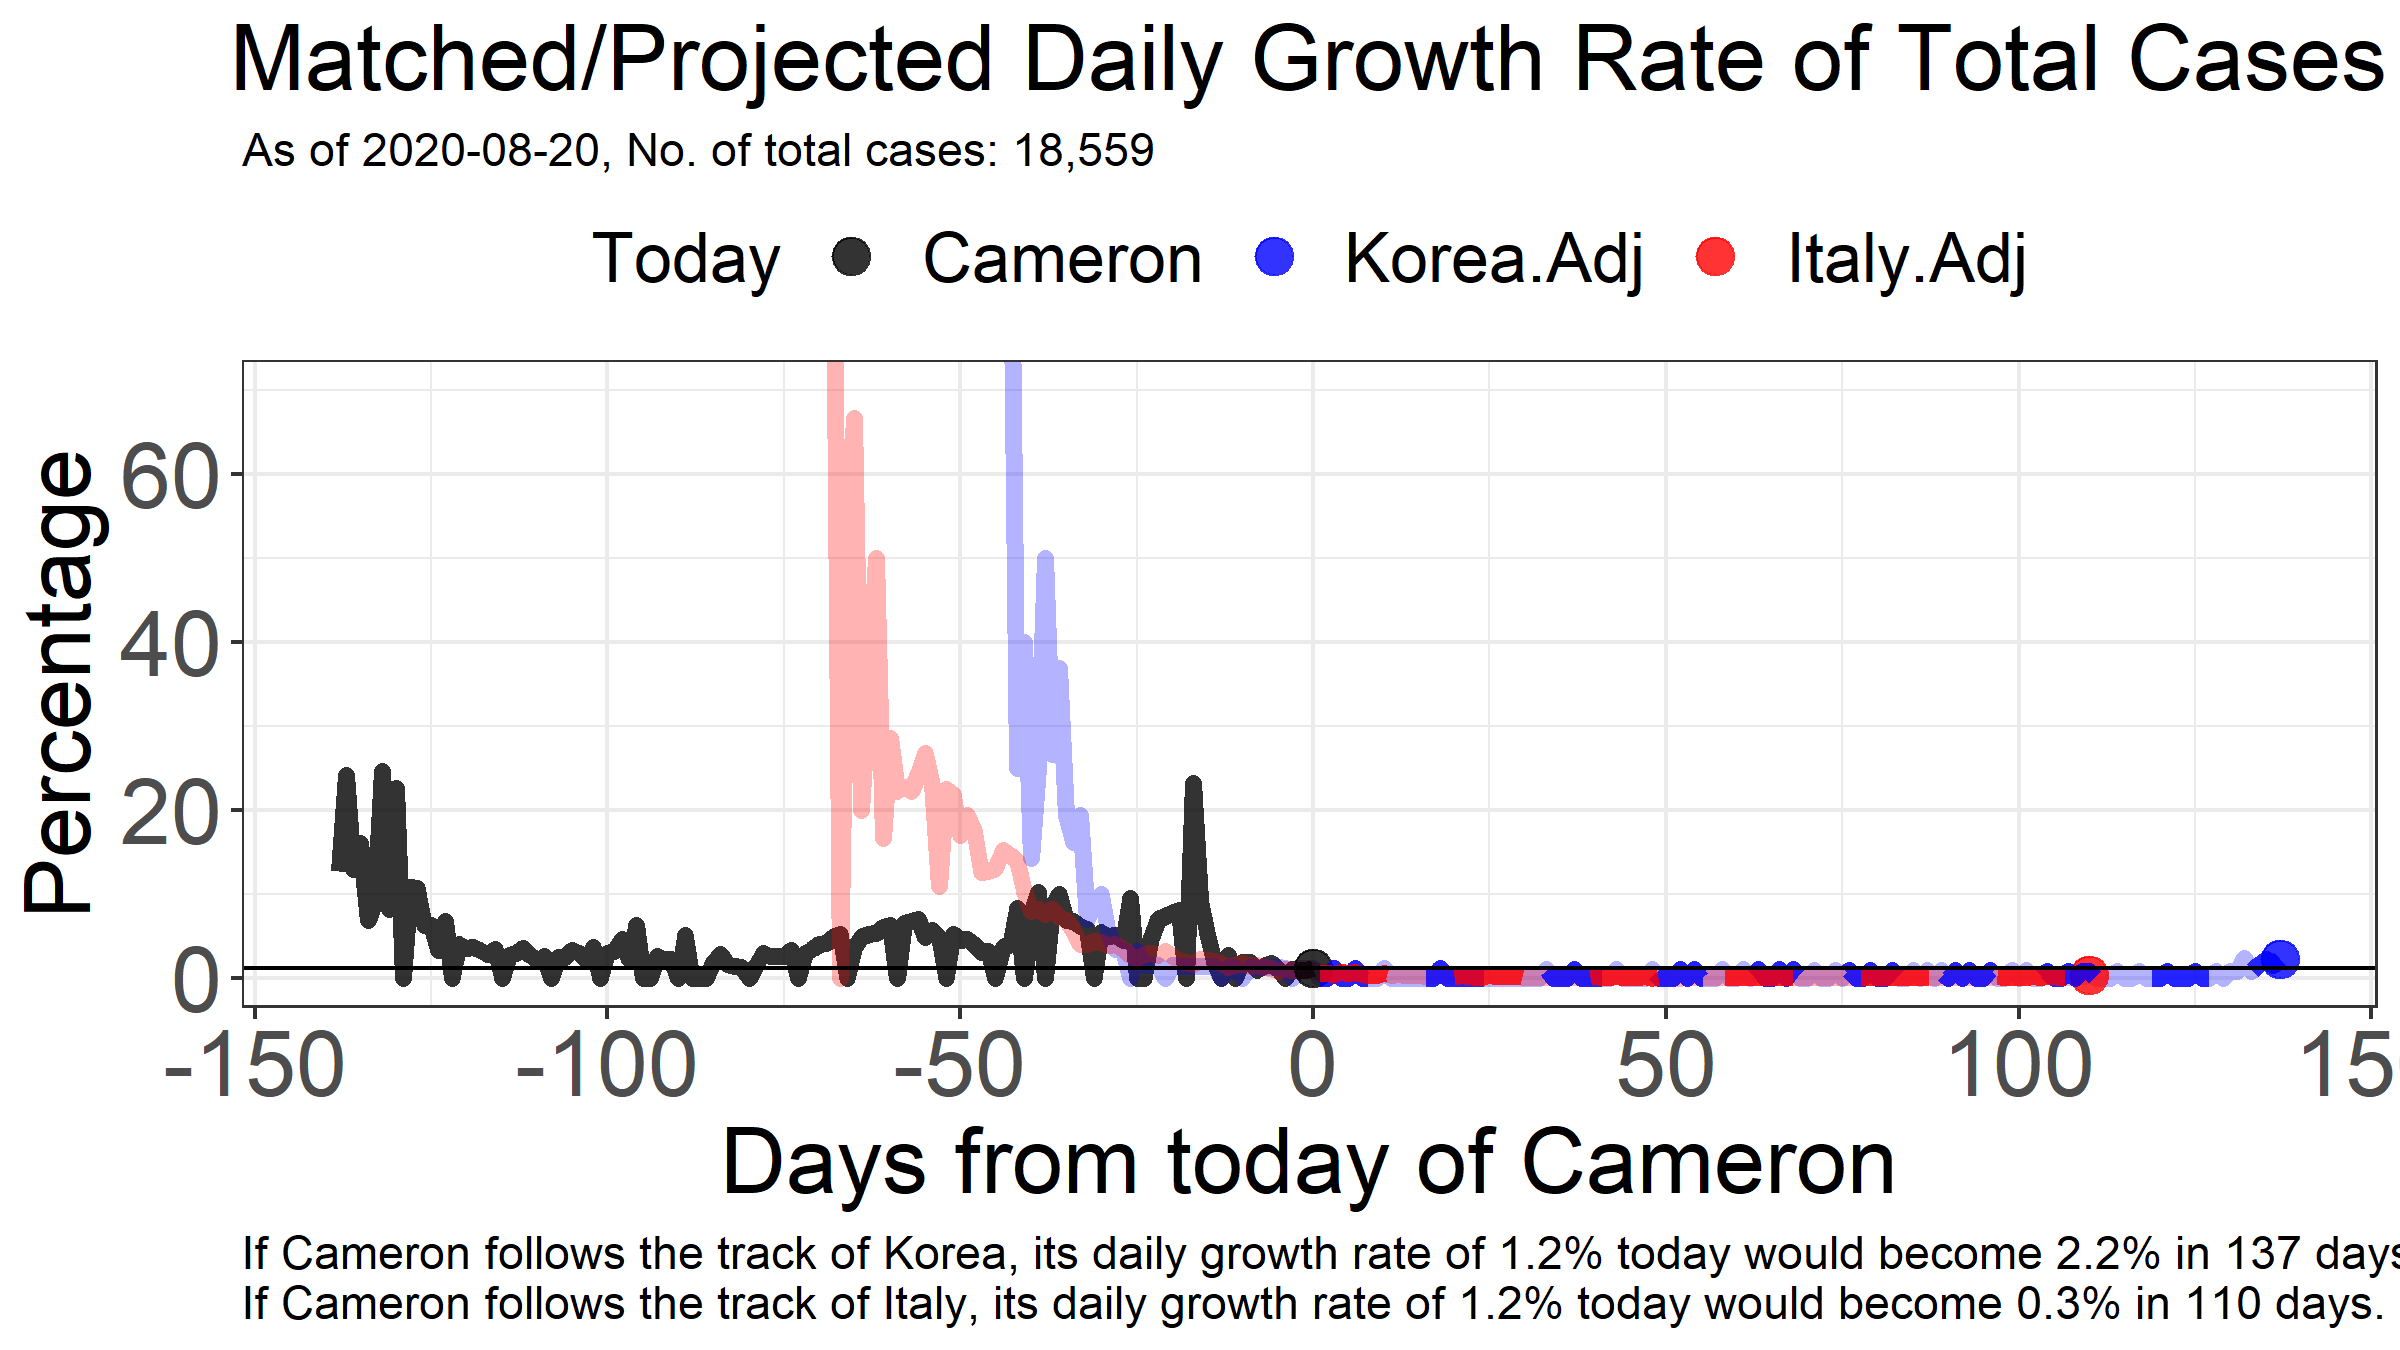 Matched/Projected Daily Growth Rate of Total Cases
As of 2020-08-20, No. of total cases: 18,559
Today Cameron Korea.Adj Italy.Adj
Percentage
60
40
20
0
-150 -100 -50 0 50 100
Days from today of Cameron
If Cameron follows the track of Korea, its daily growth rate of 1.2% today would become 2.2% in 137 days
If Cameron follows the track of Italy, its daily growth rate of 1.2% today would become 0.3% in 110 days.